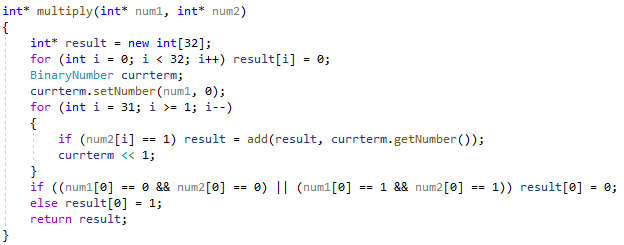 int* multiply(int* num1, int* num2)
{
    int* result = new int[32];
    for (int i = 0; i < 32; i++) result[i] = 0;
    BinaryNumber currterm;
    currterm.setNumber(num1, 0);
    for (int i = 31; i >= 1; i--)
    {
        if (num2[i] == 1) result = add(result, currterm.getNumber());
        currterm << 1;
    }
    if ((num1[0] == 0 && num2[0] == 0) || (num1[0] == 1 && num2[0] == 1)) result[0] = 0;
    else result[0] = 1;
    return result;
}